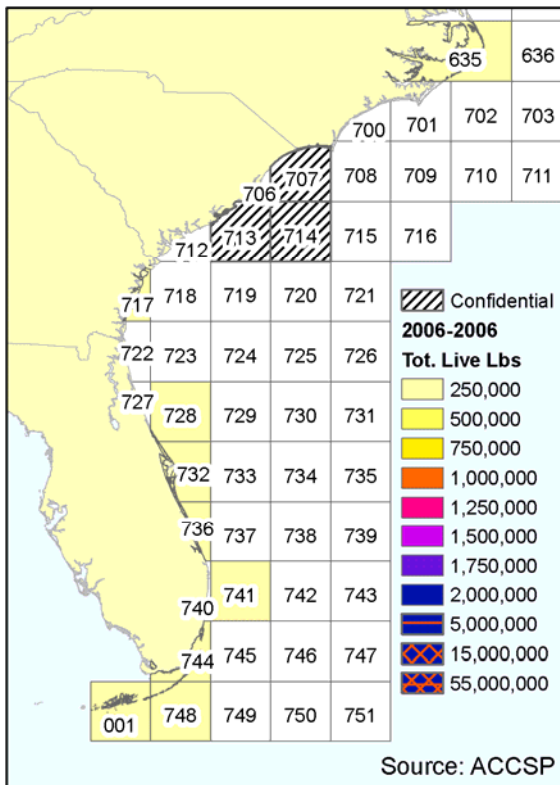 635 636
700 701 702 703
706 707 708 709 710 711
712 713 714 715 716
717 718 719 720 721
722 723 724 725 726
727 728 729 730 731
732 733 734 735
736 737 738 739
740 741 742 743
744 745 746 747
001 748 749 750 751
Confidential
2006-2006
Tot. Live Lbs
250,000
500,000
750,000
1,000,000
1,250,000
1,500,000
1,750,000
2,000,000
5,000,000
15,000,000
55,000,000
Source: ACCSP